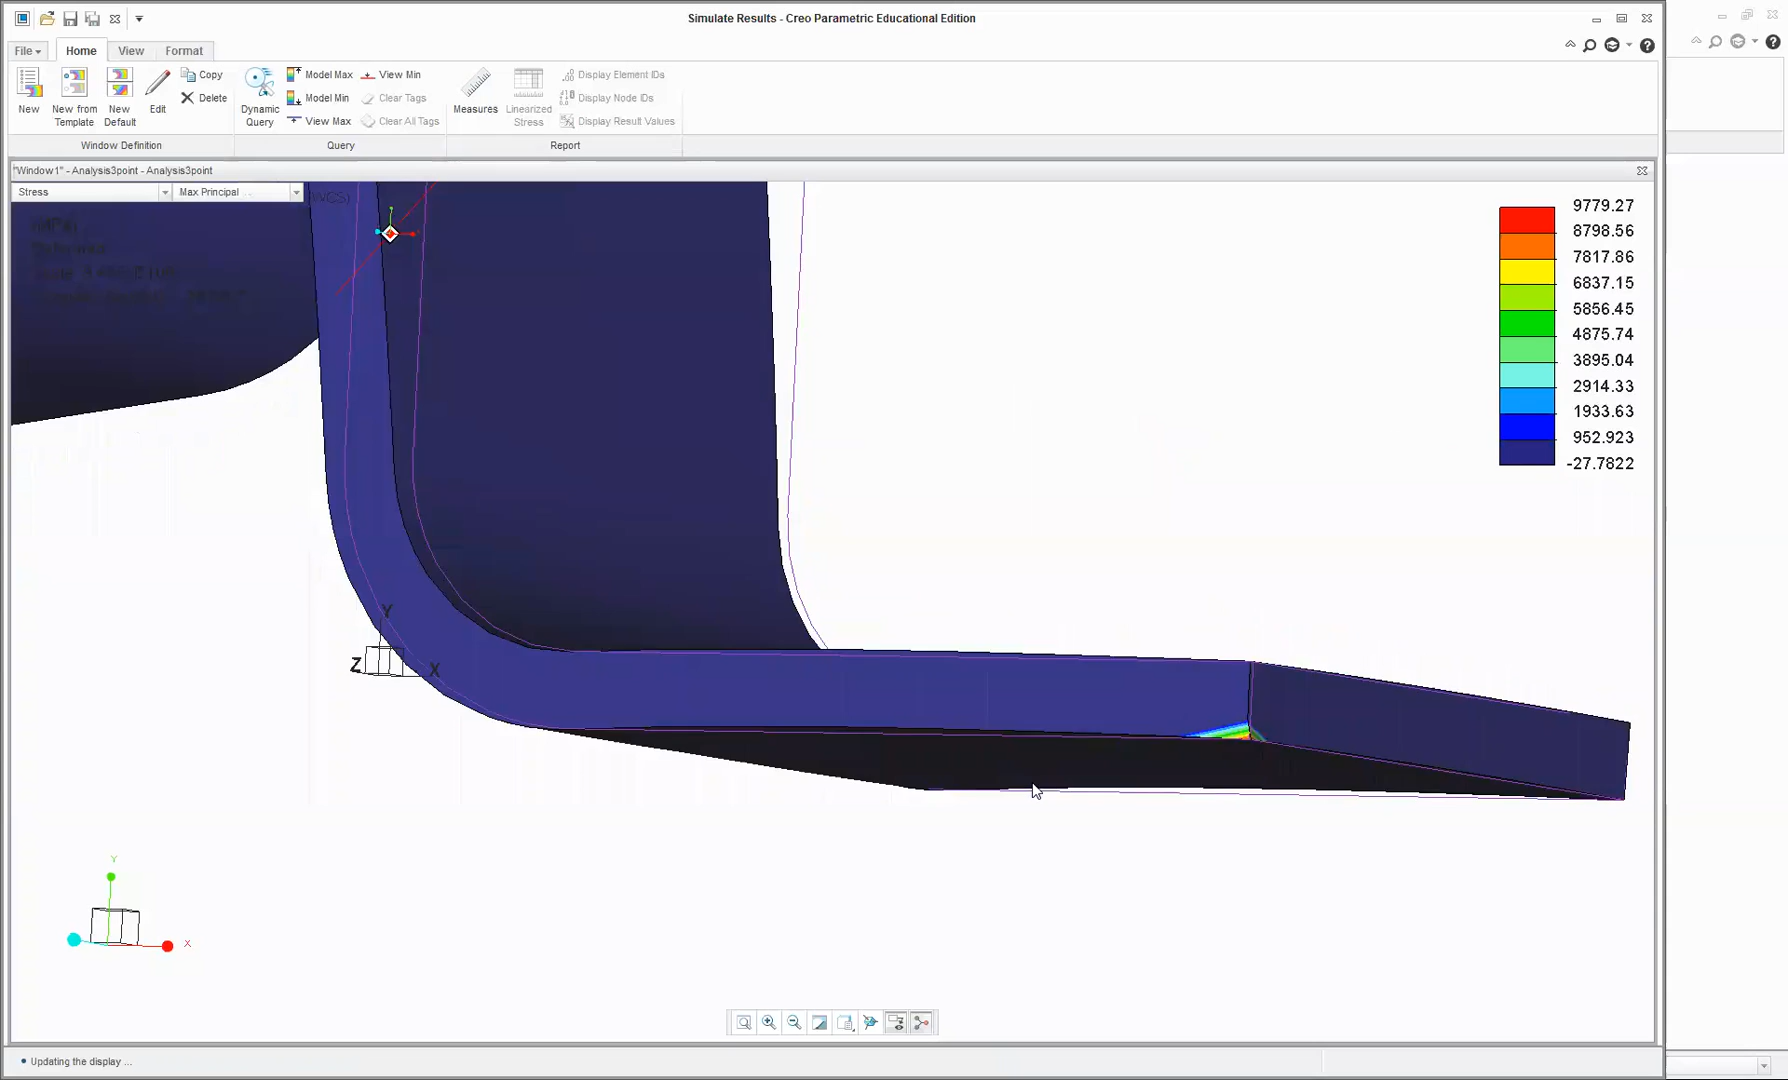 Simulate Results - Creo Parametric Educational Edition
File Home View Format
New
New from Template
New Default
Edit
Copy
Delete
Window Definition
Dynamic Query
Model Max
Model Min
View Max
View Min
Clear Tags
Clear All Tags
Query
Measures
Linearized Stress
Display Element IDs
Display Node IDs
Display Result Values
Report
"Window1" - Analysis3point - Analysis3point
Stress Max Principal
(WCS)
(MPa)
9779.27
8798.56
7817.86
6837.15
5856.45
4875.74
3895.04
2914.33
1933.63
952.923
-27.7822
Y
Z X
Y
X
Updating the display ...